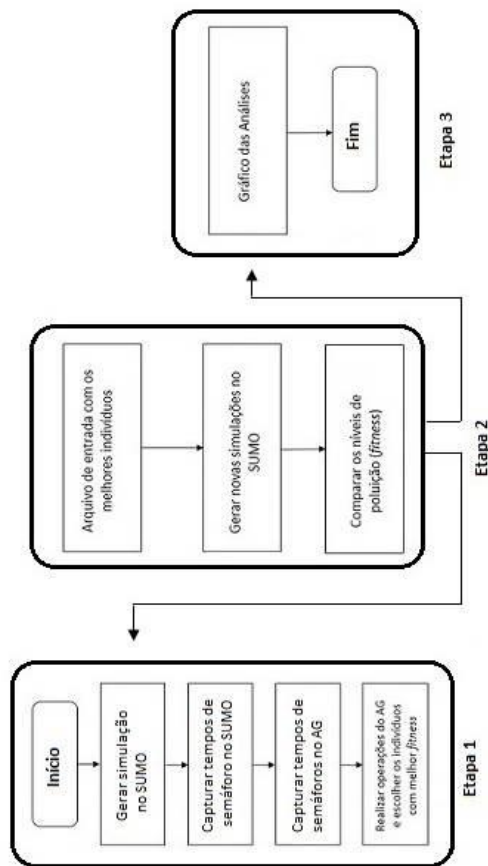 Início
Gerar simulação
no SUMO
Capturar tempos de
semáforo no SUMO
Capturar tempos de
semáforos no AG
Realizar operações do AG
e escolher os indivíduos
com melhor fitness
Etapa 1
Arquivo de entrada com os
melhores indivíduos
Gerar novas simulações no
SUMO
Comparar os níveis de
poluição (fitness)
Etapa 2
Gráfico das Análises
Fim
Etapa 3